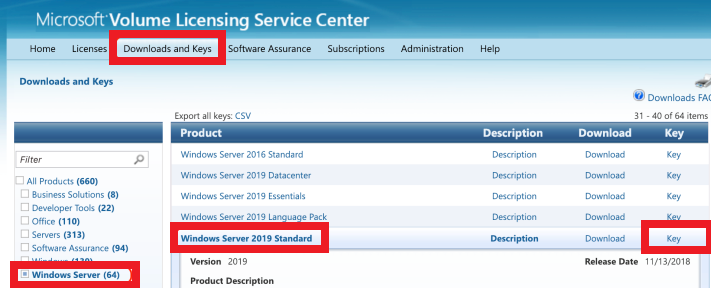 Microsoft Volume Licensing Service Center
Home Licenses Downloads and Keys Software Assurance Subscriptions Administration Help
Downloads and Keys
Downloads FAQ
Export all keys: CSV 31 - 40 of 64 items
Product Description Download Key
Filter
Windows Server 2016 Standard Description Download Key
All Products (660)
Windows Server 2019 Datacenter Description Download Key
Business Solutions (8)
Windows Server 2019 Essentials Description Download Key
Developer Tools (22)
Office (110)
Windows Server 2019 Language Pack Description Download Key
Servers (313)
Windows Server 2019 Standard Description Download Key
Software Assurance (94)
Windows (139)
Version 2019 Release Date 11/13/2018
Windows Server (64)
Product Description